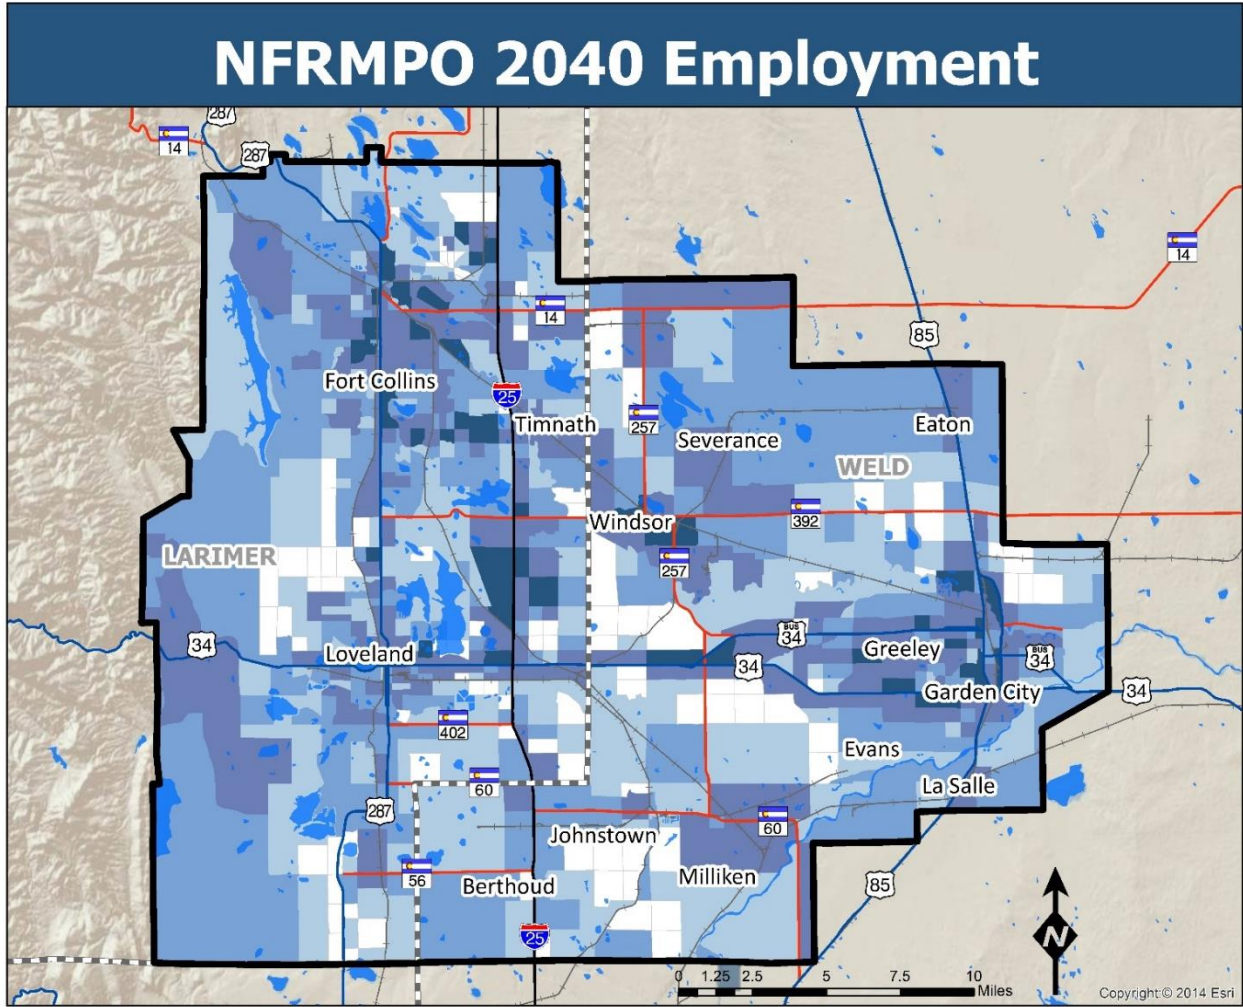 NFRMPO 2040 Employment
287
14
287
14
14
85
Fort Collins
25
Timnath
257
Severance
Eaton
WELD
Windsor
392
LARIMER
257
34
Loveland
BUS
34
Greeley
BUS
34
34
Garden City
34
402
Evans
60
La Salle
287
Johnstown
60
56
Berthoud
Milliken
85
25
N
0 1.25 2.5 5 7.5 10
Miles
Copyright:© 2014 Esri